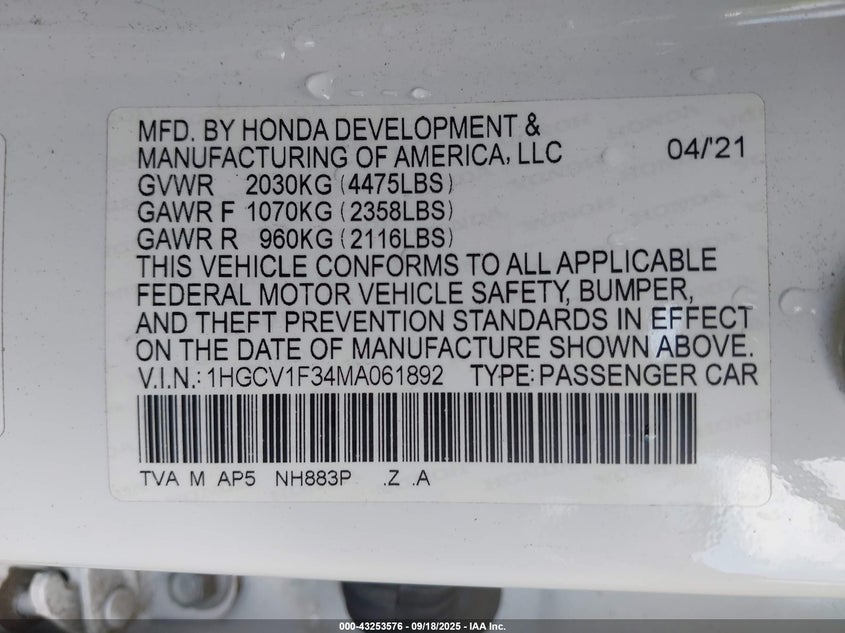 MFD. BY HONDA DEVELOPMENT &
MANUFACTURING OF AMERICA, LLC 04/'21
GVWR 2030KG (4475LBS)
GAWR F 1070KG (2358LBS)
GAWR R 960KG (2116LBS)
THIS VEHICLE CONFORMS TO ALL APPLICABLE
FEDERAL MOTOR VEHICLE SAFETY, BUMPER,
AND THEFT PREVENTION STANDARDS IN EFFECT
ON THE DATE OF MANUFACTURE SHOWN ABOVE.
V.I.N.: 1HGCV1F34MA061892 TYPE: PASSENGER CAR
TVA M AP5 NH883P .Z .A
000-43253576 - 09/18/2025 - IAA Inc.